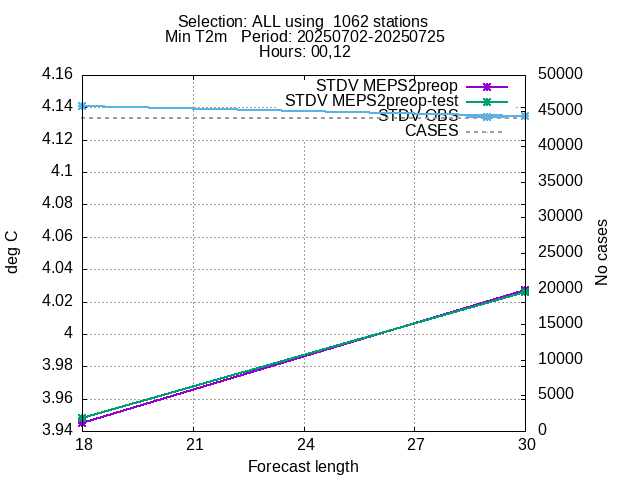 Selection: ALL using  1062 stations
Min T2m   Period: 20250702-20250725
Hours: 00,12
STDV MEPS2preop
STDV MEPS2preop-test
STDV OBS
CASES
4.16
4.14
4.12
4.1
4.08
4.06
4.04
4.02
4
3.98
3.96
3.94
deg C
50000
45000
40000
35000
30000
25000
20000
15000
10000
5000
0
No cases
18 21 24 27 30
Forecast length